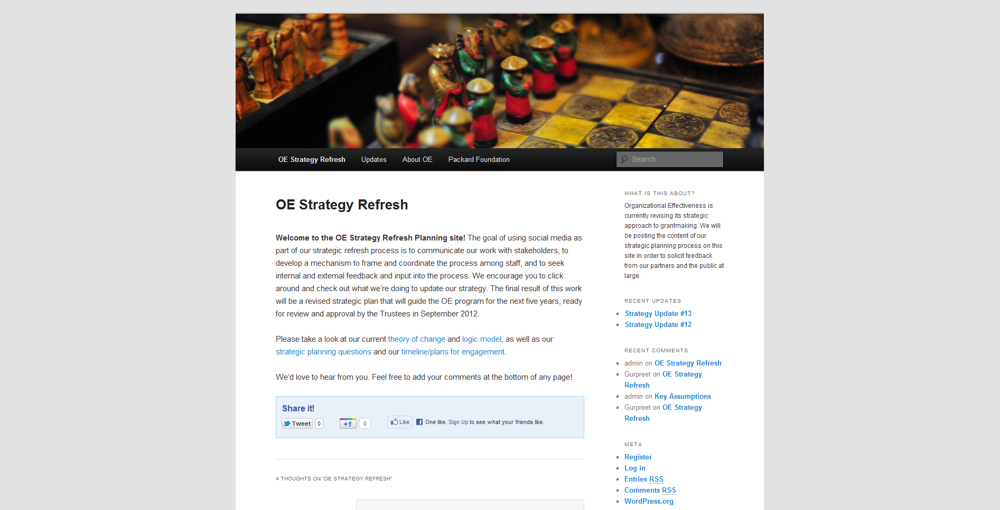 OE Strategy Refresh Updates About OE Packard Foundation Search
OE Strategy Refresh
Welcome to the OE Strategy Refresh Planning site! The goal of using social media as
part of our strategic refresh process is to communicate our work with stakeholders, to
develop a mechanism to frame and coordinate the process among staff, and to seek
internal and external feedback and input into the process. We encourage you to click
around and check out what we’re doing to update our strategy. The final result of this work
will be a revised strategic plan that will guide the OE program for the next five years, ready
for review and approval by the Trustees in September 2012.
Please take a look at our current theory of change and logic model, as well as our
strategic planning questions and our timeline/plans for engagement.
We’d love to hear from you. Feel free to add your comments at the bottom of any page!
Share it!
Tweet 0 +1 0 Like One like. Sign Up to see what your friends like.
4 THOUGHTS ON “OE STRATEGY REFRESH”
WHAT IS THIS ABOUT?
Organizational Effectiveness is
currently revising its strategic
approach to grantmaking. We will
be posting the content of our
strategic planning process on this
site in order to solicit feedback
from our partners and the public at
large.
RECENT UPDATES
Strategy Update #13
Strategy Update #12
RECENT COMMENTS
admin on OE Strategy Refresh
Gurpreet on OE Strategy
Refresh
admin on Key Assumptions
Gurpreet on OE Strategy
Refresh
META
Register
Log in
Entries RSS
Comments RSS
WordPress.org